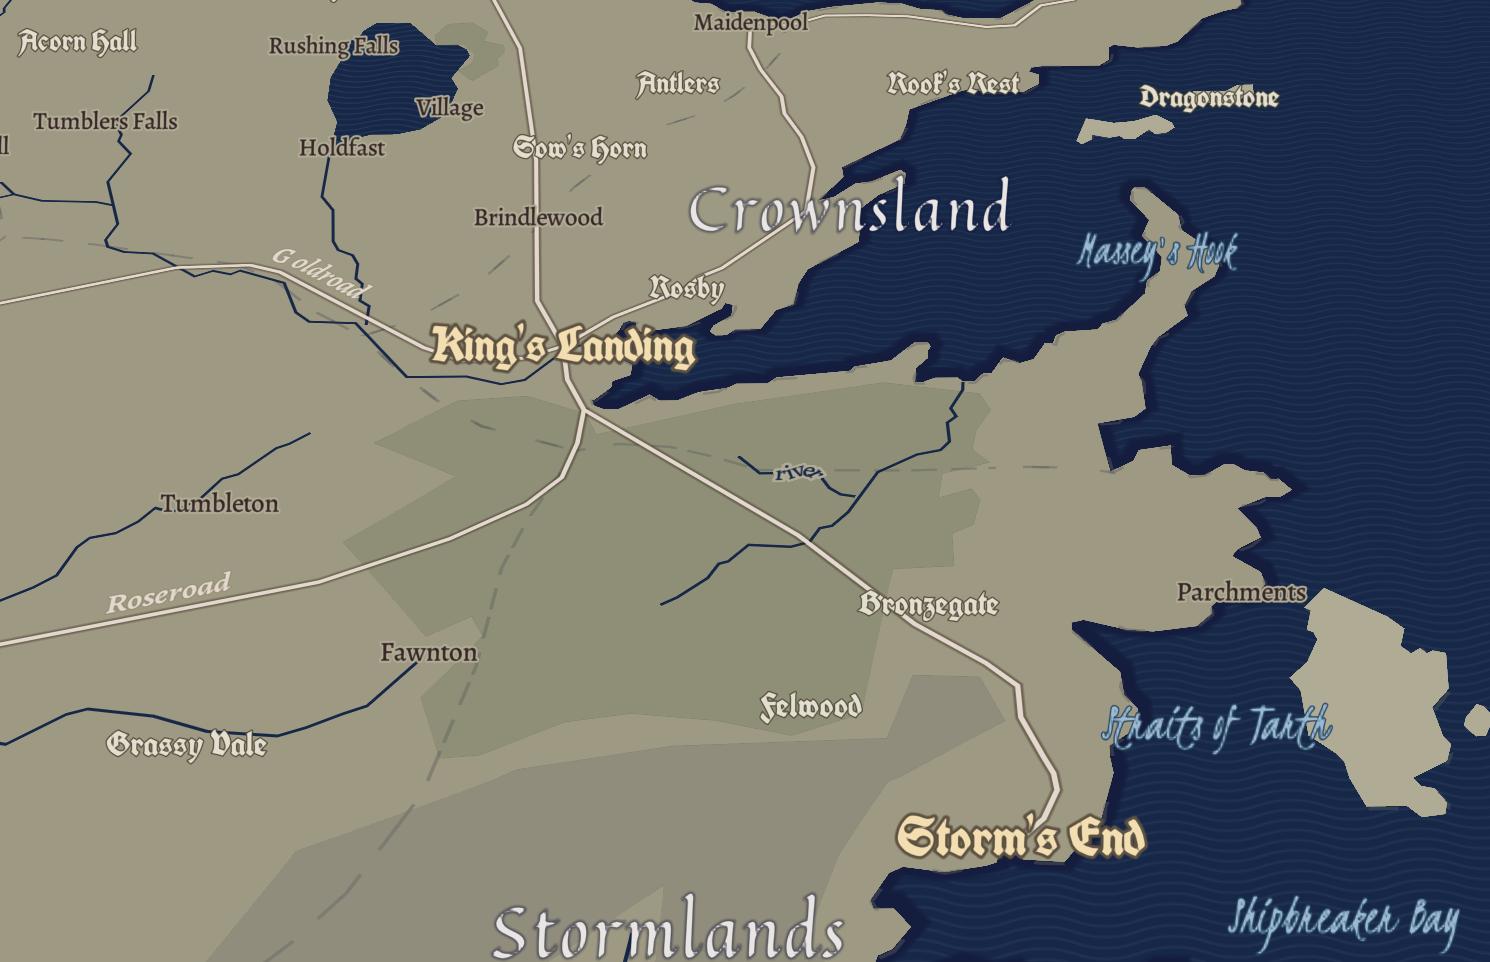 Maidenpool
Acorn Hall
Rushing Falls
Antlers
Rook's Rest
Dragonstone
Village
Tumblers Falls
ll
Holdfast
Sow's Horn
Crownsland
Brindlewood
Massey's Hook
Goldroad
Rosby
King's Landing
river
Tumbleton
Roseroad
Parchments
Bronzegate
Fawnton
Felwood
Straits of Tarth
Grassy Vale
Storm's End
Shipbreaker Bay
Stormlands